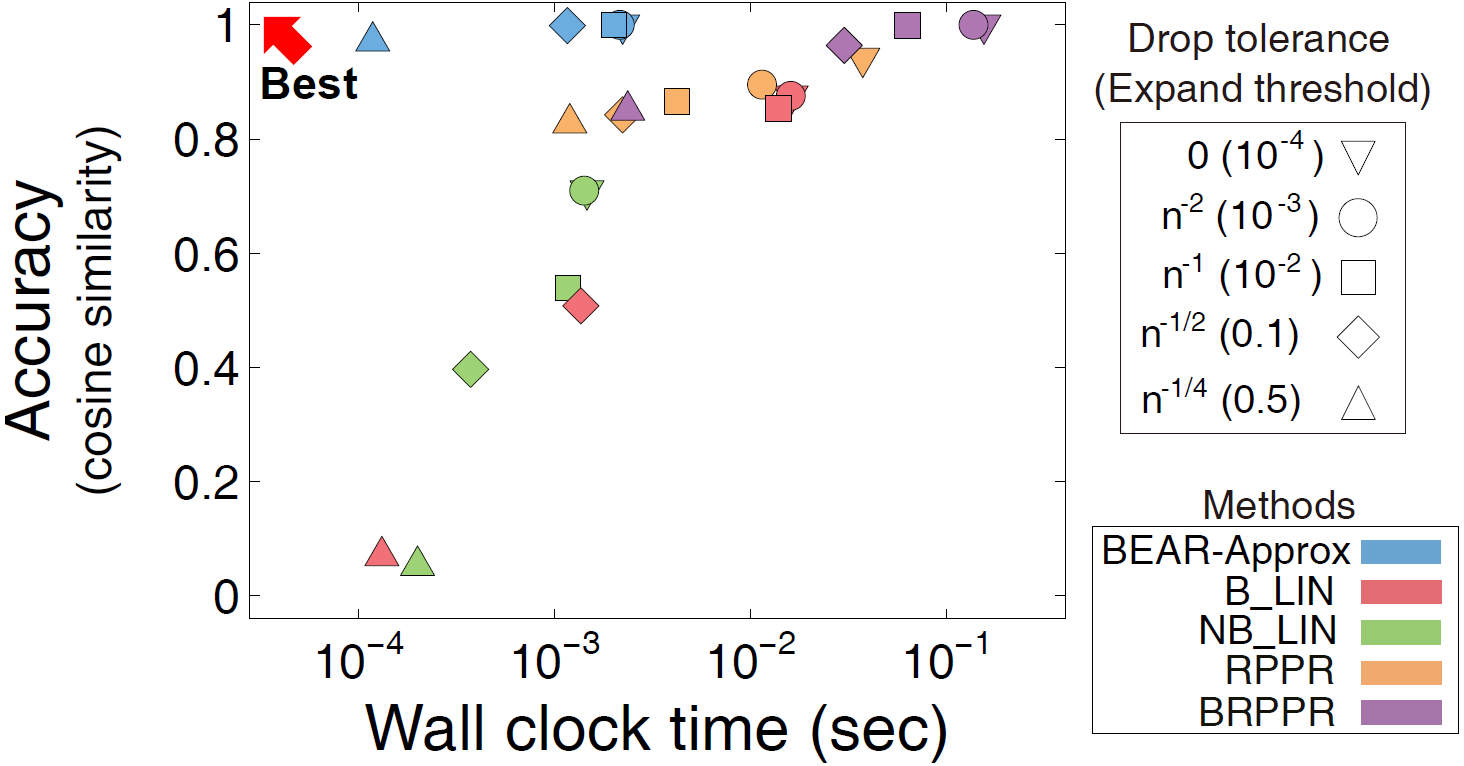 Accuracy
(cosine similarity)
1
0.8
0.6
0.4
0.2
0
Best
10⁻⁴
10⁻³
10⁻²
10⁻¹
Wall clock time (sec)
Drop tolerance
(Expand threshold)
0 (10⁻⁴)
n⁻² (10⁻³)
n⁻¹ (10⁻²)
n⁻¹/² (0.1)
n⁻¹/⁴ (0.5)
Methods
BEAR-Approx
B_LIN
NB_LIN
RPPR
BRPPR